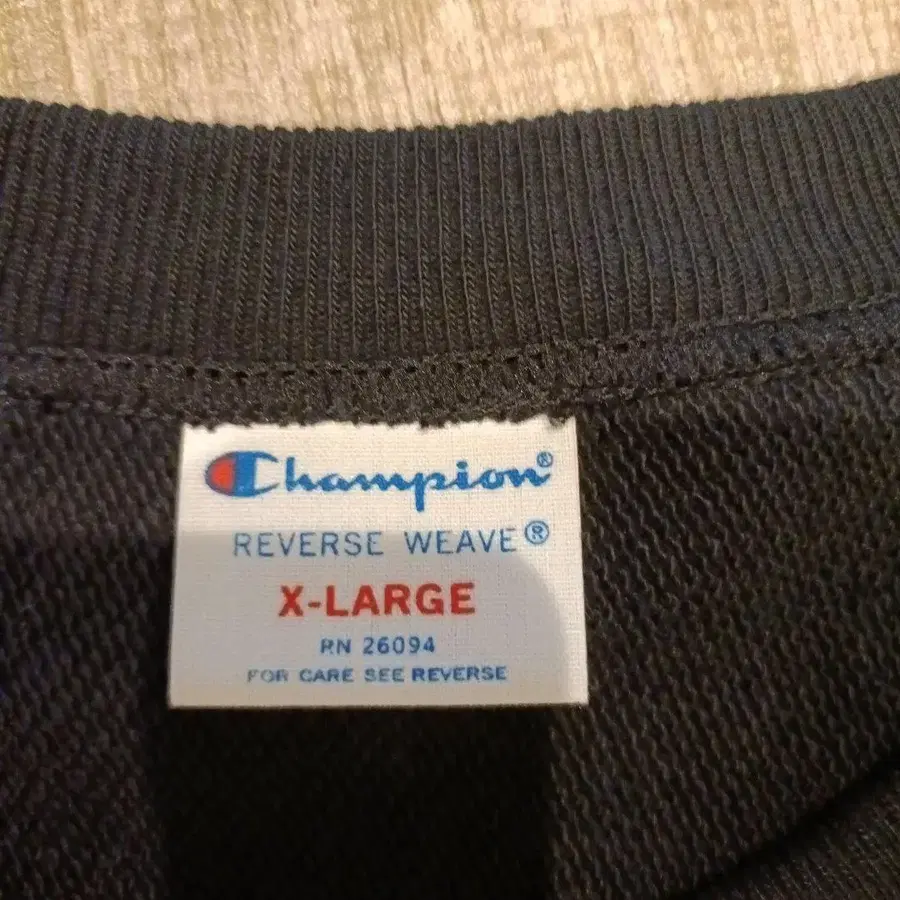 Champion®
REVERSE WEAVE®
X-LARGE
RN 26094
FOR CARE SEE REVERSE